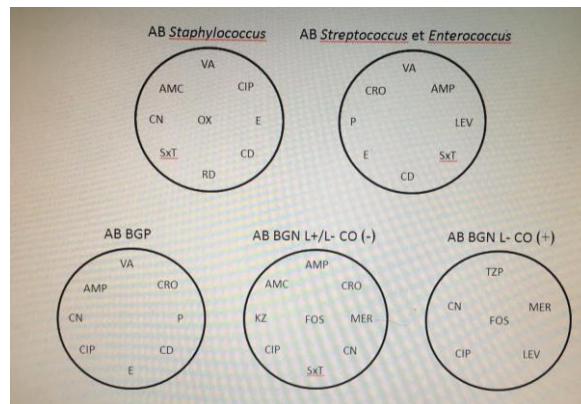 AB Staphylococcus
AB Streptococcus et Enterococcus
VA
AMC
CIP
CN
OX
E
SxT
CD
RD
VA
CRO
AMP
P
LEV
E
SxT
CD
AB BGP
AB BGN L+/L- CO (-)
AB BGN L- CO (+)
VA
AMP
CRO
CN
P
CIP
CD
E
AMP
AMC
CRO
KZ
FOS
MER
CIP
CN
SxT
TZP
CN
MER
FOS
CIP
LEV